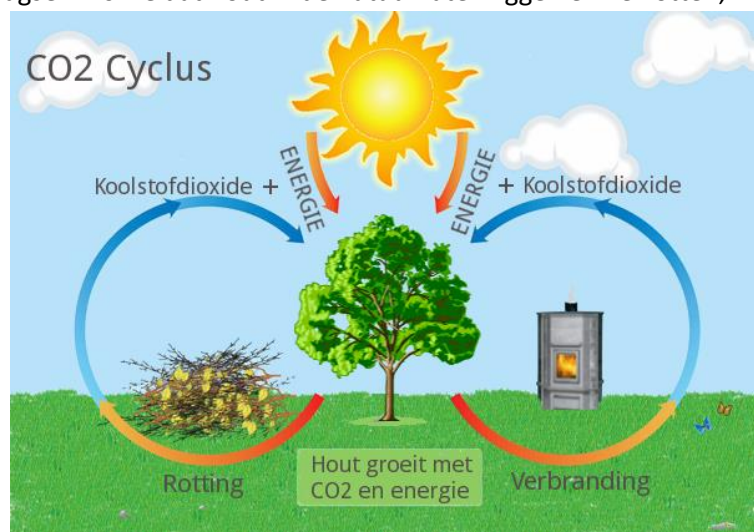 CO2 Cyclus
Koolstofdioxide +
ENERGIE
ENERGIE
+ Koolstofdioxide
Rotting
Hout groeit met
CO2 en energie
Verbranding